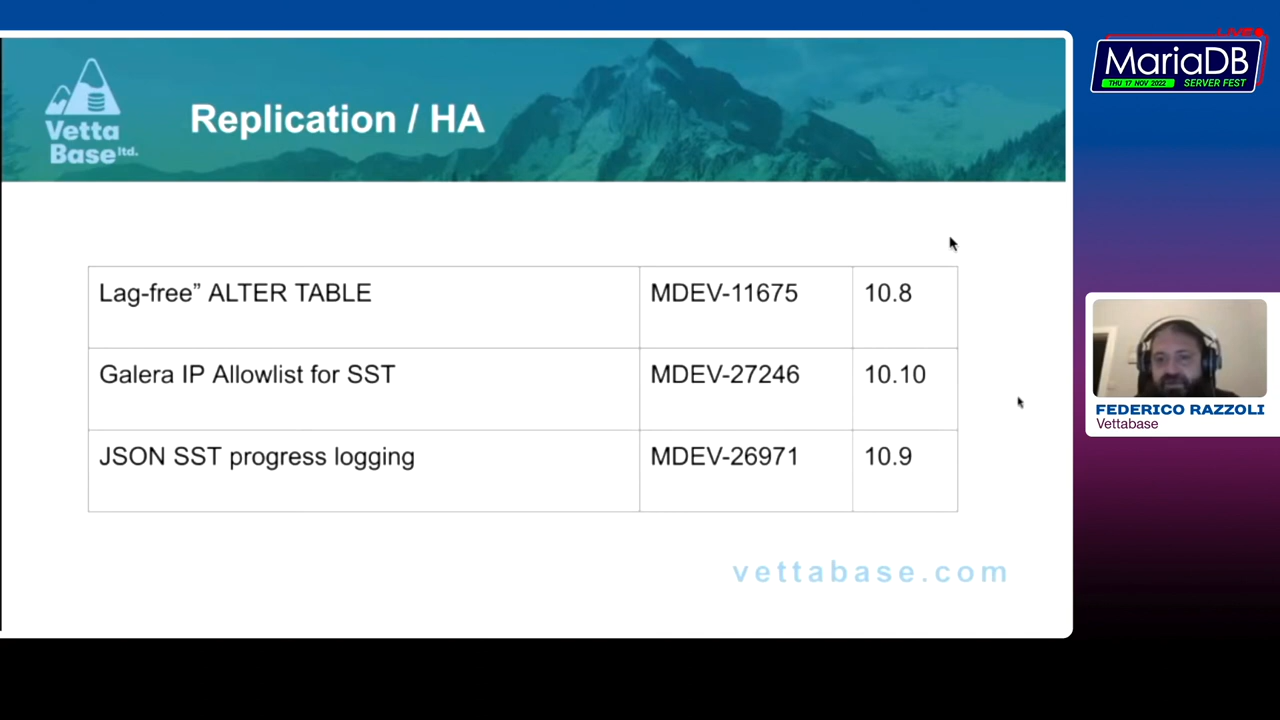 LIVE
MariaDB
THU 17 NOV 2022 SERVER FEST
Vetta
Base ltd.
Replication / HA
Lag-free” ALTER TABLE MDEV-11675 10.8
Galera IP Allowlist for SST MDEV-27246 10.10
JSON SST progress logging MDEV-26971 10.9
vettabase.com
FEDERICO RAZZOLI
Vettabase